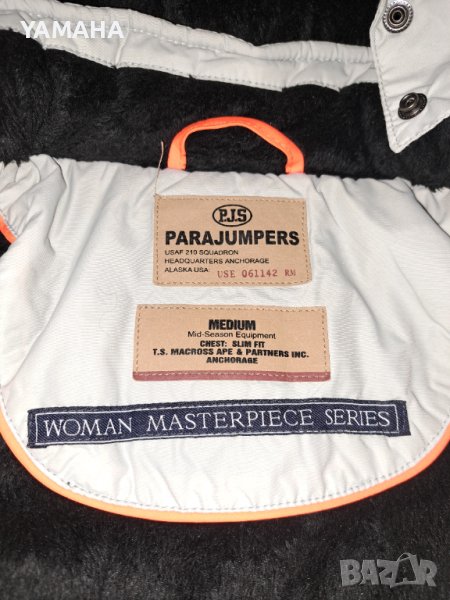 YAMAHA
P.J.S
PARAJUMPERS
USAF 210 SQUADRON
HEADQUARTERS ANCHORAGE
ALASKA USA: USE 061142 RM
MEDIUM
Mid-Season Equipment
CHEST: SLIM FIT
T.S. MACROSS APE & PARTNERS INC.
ANCHORAGE
WOMAN MASTERPIECE SERIES
BAZAR